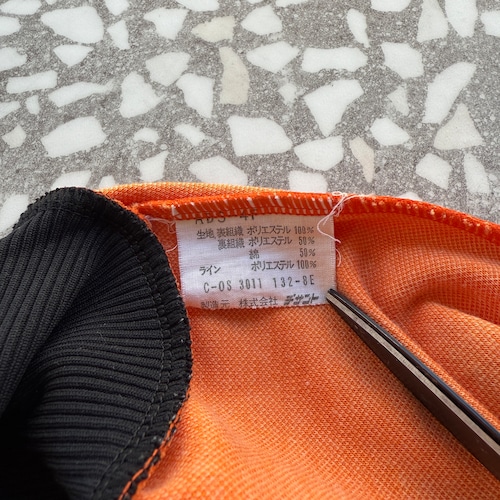 ADS-41
生地 表組織 ポリエステル 100%
裏組織 ポリエステル 50%
綿 50%
ライン ポリエステル 100%
C-OS 3011 132-8E
製造元 株式会社 デサント